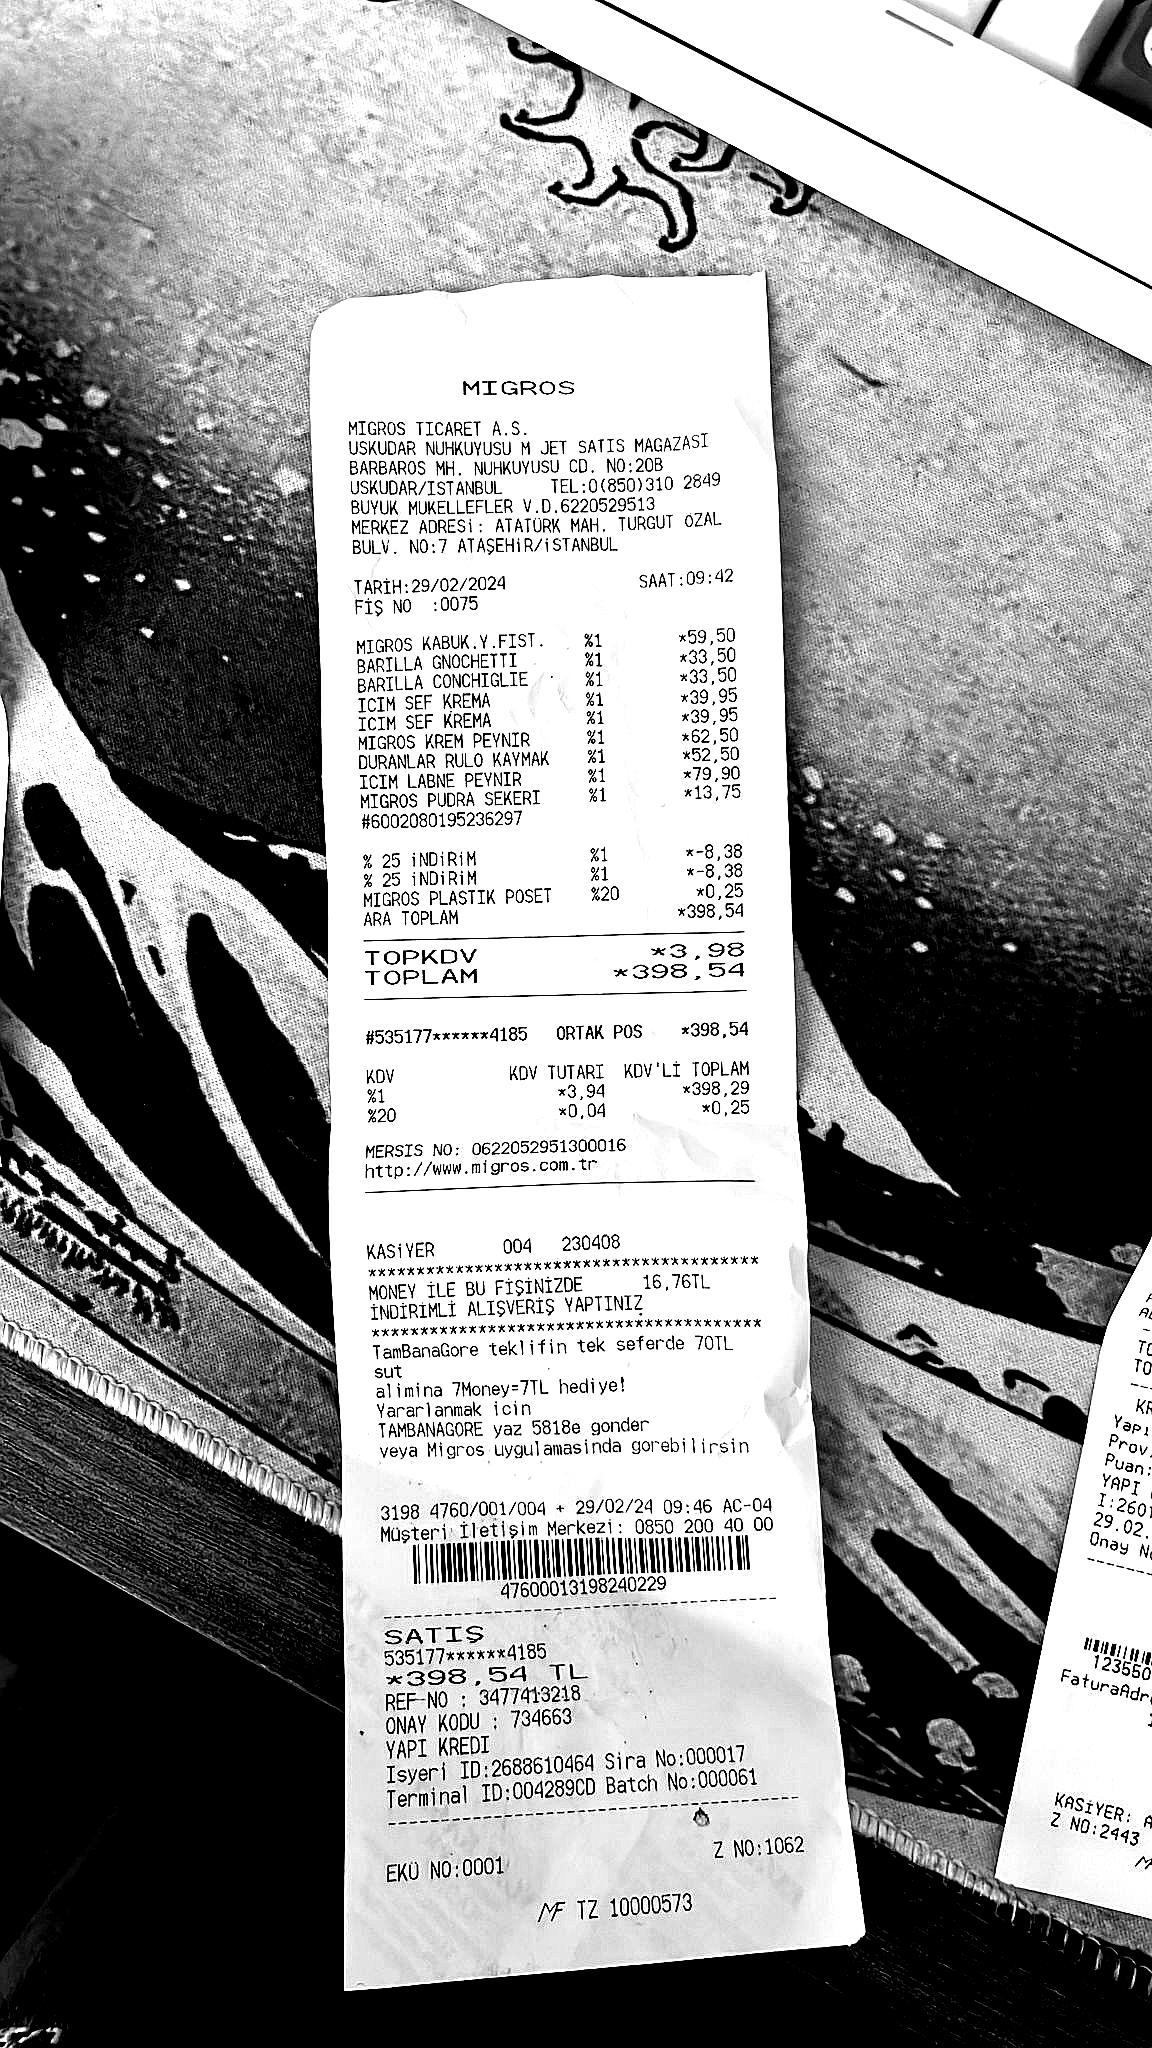 MIGROS
MIGROS TICARET A.S.
USKUDAR NUHKUYUSU M JET SATIS MAGAZASI
BARBAROS MH. NUHKUYUSU CD. NO:20B
USKUDAR/ISTANBUL TEL:0(850)310 2849
BUYUK MUKELLEFLER V.D.6220529513
MERKEZ ADRESİ: ATATÜRK MAH. TURGUT ÖZAL
BULV. NO:7 ATAŞEHİR/İSTANBUL
TARİH:29/02/2024 SAAT:09:42
FİŞ NO :0075
MIGROS KABUK.Y.FIST. %1 *59,50
BARILLA GNOCHETTI %1 *33,50
BARILLA CONCHIGLIE %1 *33,50
ICIM SEF KREMA %1 *39,95
ICIM SEF KREMA %1 *39,95
MIGROS KREM PEYNIR %1 *62,50
DURANLAR RULO KAYMAK %1 *52,50
ICIM LABNE PEYNIR %1 *79,90
MIGROS PUDRA SEKERI %1 *13,75
#6002080195236297
% 25 İNDİRİM %1 *-8,38
% 25 İNDİRİM %1 *-8,38
MIGROS PLASTIK POSET %20 *0,25
ARA TOPLAM *398,54
TOPKDV *3,98
TOPLAM *398,54
#535177******4185 ORTAK POS *398,54
KDV KDV TUTARI KDV'Lİ TOPLAM
%1 *3,94 *398,29
%20 *0,04 *0,25
MERSIS NO: 0622052951300016
http://www.migros.com.tr
KASİYER 004 230408
****************************************
MONEY İLE BU FİŞİNİZDE 16,76TL
İNDİRİMLİ ALIŞVERİŞ YAPTINIZ
****************************************
TamBanaGore teklifin tek seferde 70TL
sut
alimina 7Money=7TL hediye!
Yararlanmak icin
TAMBANAGORE yaz 5818e gonder
veya Migros uygulamasinda gorebilirsin
3198 4760/001/004 + 29/02/24 09:46 AC-04
Müşteri İletişim Merkezi: 0850 200 40 00
47600013198240229
SATIŞ
535177******4185
*398,54 TL
REF-NO : 3477413218
ONAY KODU : 734663
YAPI KREDI
Isyeri ID:2688610464 Sira No:000017
Terminal ID:004289CD Batch No:000061
Z NO:1062
EKÜ NO:0001
MF TZ 10000573
KR
Yapı
Prov.
Puan:
YAPI
I:2601
29.02.
Onay No
123550
FaturaAdr
KASİYER: A
Z NO:2443